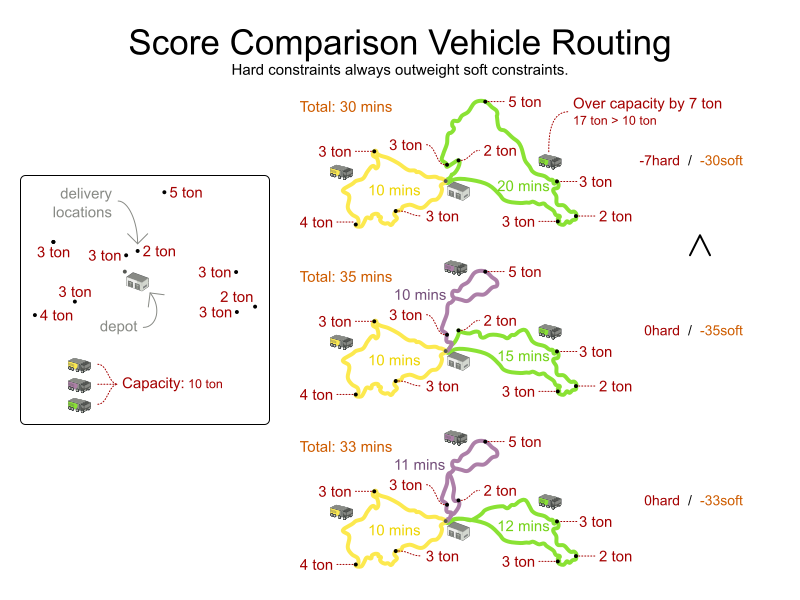 Score Comparison Vehicle Routing
Hard constraints always outweight soft constraints.
delivery
locations
5 ton
3 ton
3 ton
2 ton
3 ton
3 ton
2 ton
4 ton
3 ton
depot
Capacity: 10 ton
Total: 30 mins
5 ton
Over capacity by 7 ton
17 ton > 10 ton
3 ton
3 ton
2 ton
-7hard / -30soft
10 mins
20 mins
3 ton
4 ton
3 ton
3 ton
2 ton
<
Total: 35 mins
5 ton
10 mins
3 ton
3 ton
2 ton
0hard / -35soft
10 mins
15 mins
3 ton
4 ton
3 ton
3 ton
2 ton
Total: 33 mins
5 ton
11 mins
3 ton
3 ton
2 ton
0hard / -33soft
10 mins
12 mins
3 ton
4 ton
3 ton
3 ton
2 ton